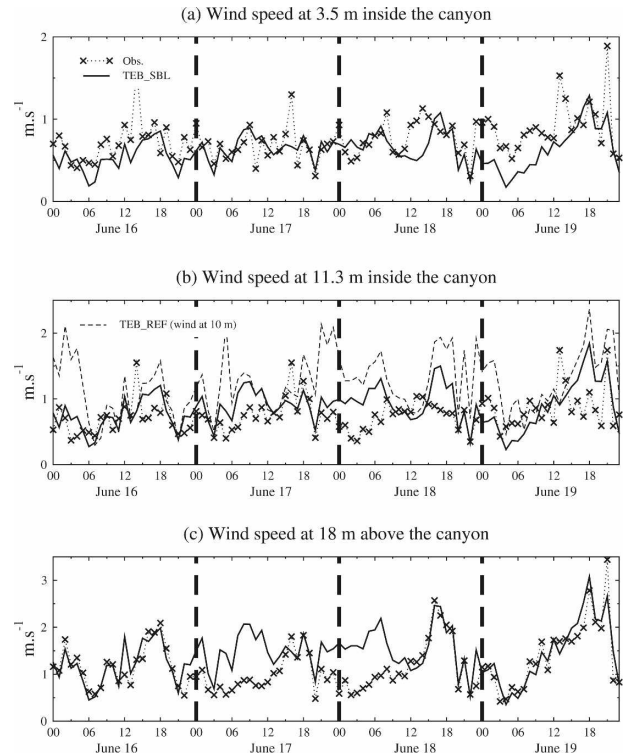 (a) Wind speed at 3.5 m inside the canyon
2
Obs.
TEB_SBL
m.s⁻¹
1
0
00 06 12 16 00 06 12 18 00 06 12 18 00 06 12 18
June 16 June 17 June 18 June 19
(b) Wind speed at 11.3 m inside the canyon
TEB_REF (wind at 10 m)
2
m.s⁻¹
1
0
00 06 12 16 00 06 12 18 00 06 12 18 00 06 12 18
June 16 June 17 June 18 June 19
(c) Wind speed at 18 m above the canyon
3
m.s⁻¹
2
1
0
00 06 12 16 00 06 12 18 00 06 12 18 00 06 12 18
June 16 June 17 June 18 June 19